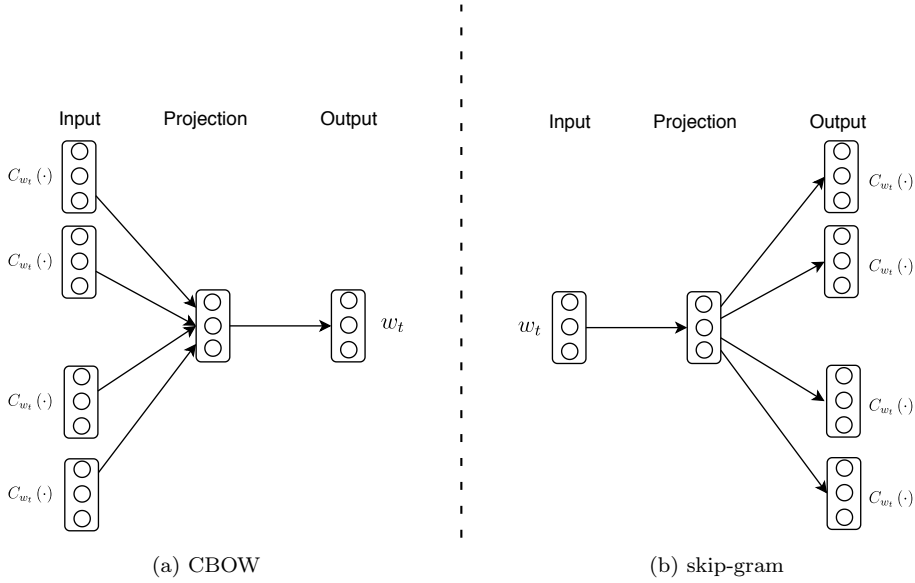 Input Projection Output
C_{w_t}(·)
C_{w_t}(·)
w_t
C_{w_t}(·)
C_{w_t}(·)
(a) CBOW
Input Projection Output
C_{w_t}(·)
C_{w_t}(·)
w_t
C_{w_t}(·)
C_{w_t}(·)
(b) skip-gram